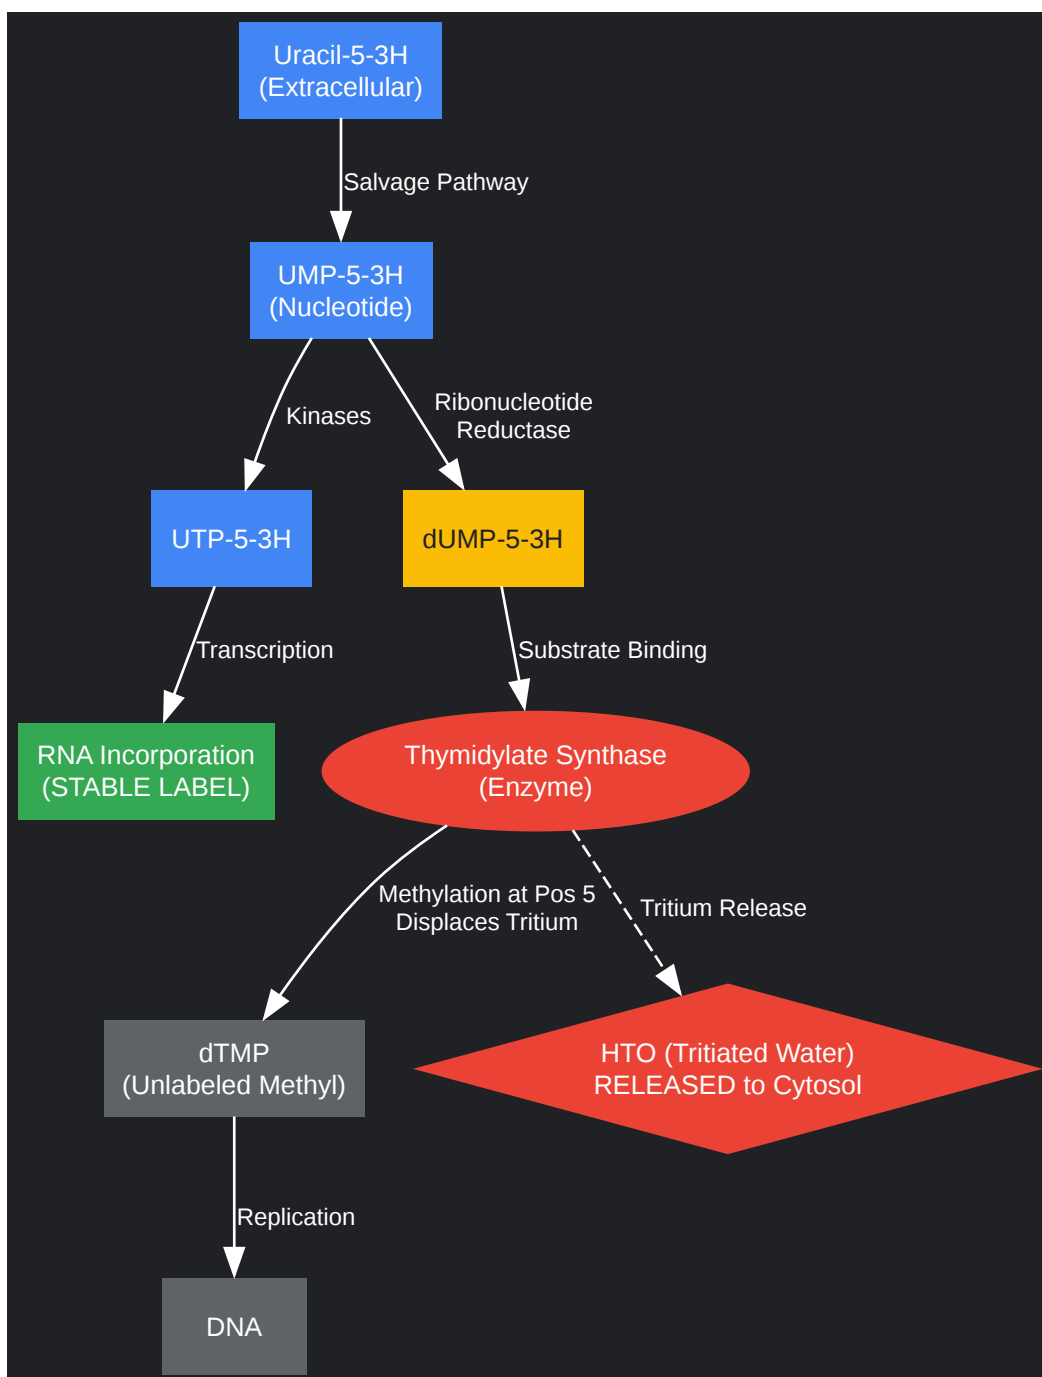 Uracil-5-3H
(Extracellular)
Salvage Pathway
UMP-5-3H
(Nucleotide)
Kinases
Ribonucleotide
Reductase
UTP-5-3H
dUMP-5-3H
Transcription
Substrate Binding
RNA Incorporation
(STABLE LABEL)
Thymidylate Synthase
(Enzyme)
Methylation at Pos 5
Displaces Tritium
Tritium Release
dTMP
(Unlabeled Methyl)
HTO (Tritiated Water)
RELEASED to Cytosol
Replication
DNA